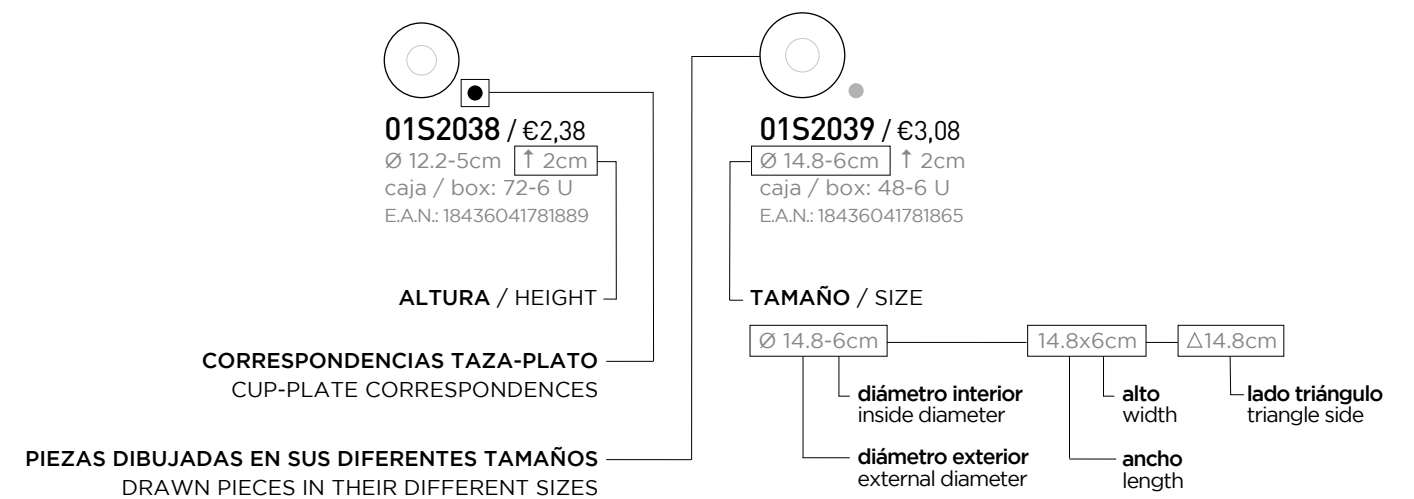 01S2038 / €2,38
Ø 12.2-5cm ↑ 2cm
caja / box: 72-6 U
E.A.N.: 18436041781889
01S2039 / €3,08
Ø 14.8-6cm ↑ 2cm
caja / box: 48-6 U
E.A.N.: 18436041781865
ALTURA / HEIGHT
TAMAÑO / SIZE
CORRESPONDENCIAS TAZA-PLATO
CUP-PLATE CORRESPONDENCES
PIEZAS DIBUJADAS EN SUS DIFERENTES TAMAÑOS
DRAWN PIECES IN THEIR DIFFERENT SIZES
Ø 14.8-6cm
14.8x6cm
△14.8cm
diámetro interior
inside diameter
alto
width
lado triángulo
triangle side
diámetro exterior
external diameter
ancho
length